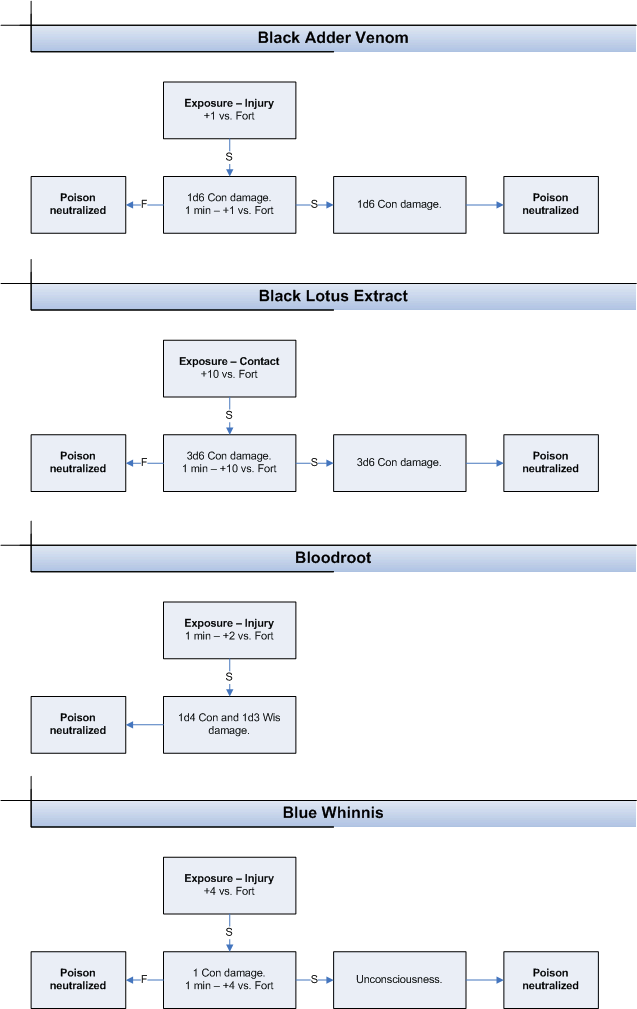 Black Adder Venom
Exposure – Injury
+1 vs. Fort
S
Poison
neutralized
F
1d6 Con damage.
1 min – +1 vs. Fort
S
1d6 Con damage.
Poison
neutralized
Black Lotus Extract
Exposure – Contact
+10 vs. Fort
S
Poison
neutralized
F
3d6 Con damage.
1 min – +10 vs. Fort
S
3d6 Con damage.
Poison
neutralized
Bloodroot
Exposure – Injury
1 min – +2 vs. Fort
S
Poison
neutralized
1d4 Con and 1d3 Wis
damage.
Blue Whinnis
Exposure – Injury
+4 vs. Fort
S
Poison
neutralized
F
1 Con damage.
1 min – +4 vs. Fort
S
Unconsciousness.
Poison
neutralized